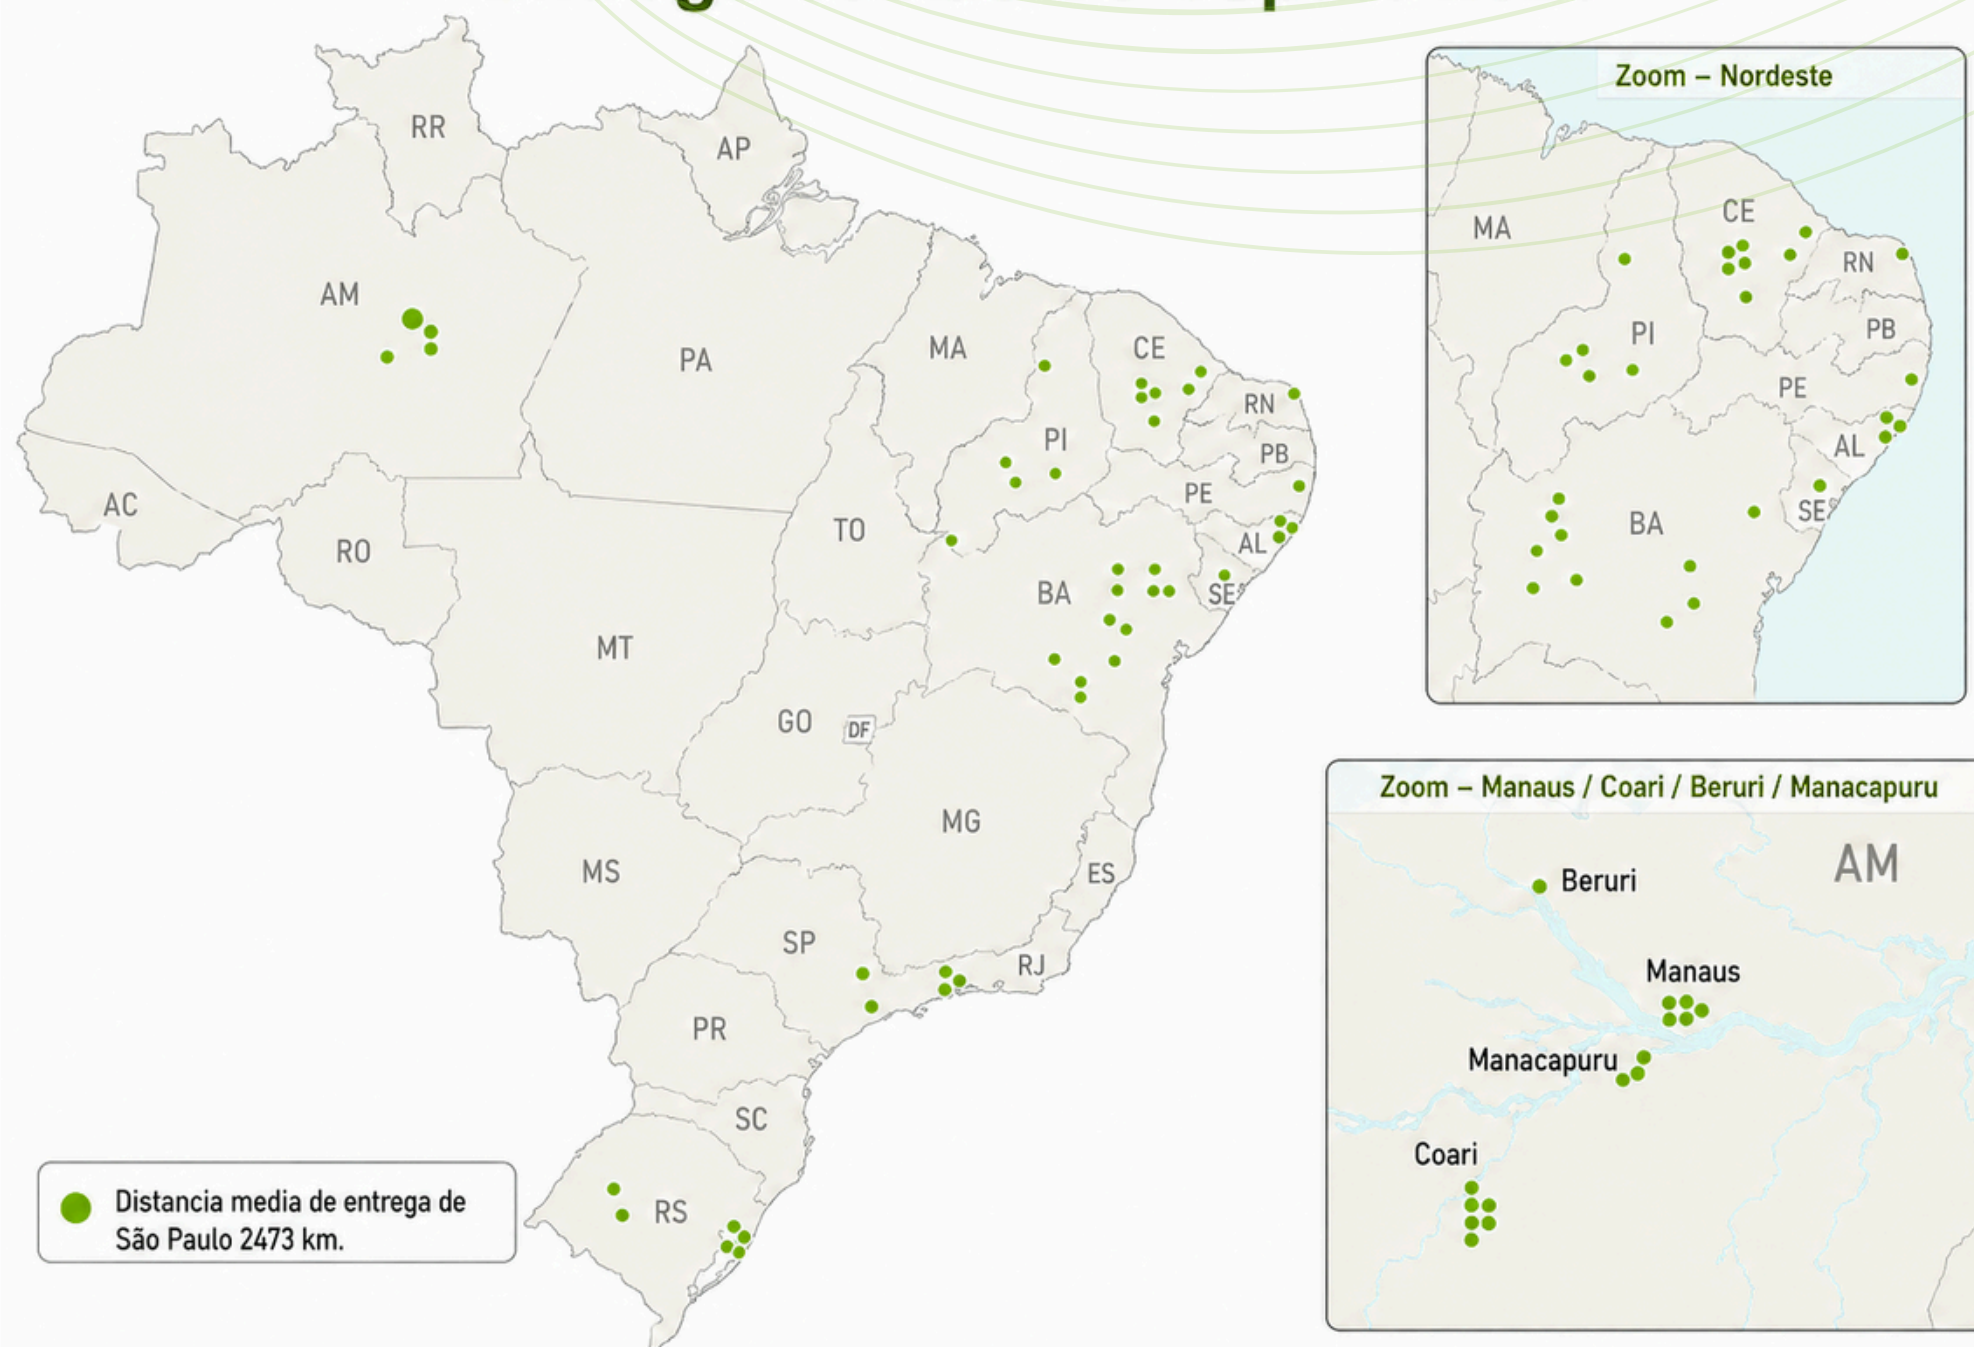 RR
AP
AM
PA
MA
CE
RN
PI
PB
PE
AC
TO
AL
RO
BA
SE
MT
GO
DF
MG
MS
ES
SP
RJ
PR
SC
RS
Distancia media de entrega de
São Paulo 2473 km.
Zoom – Nordeste
CE
MA
RN
PI
PB
PE
AL
SE
BA
Zoom – Manaus / Coari / Beruri / Manacapuru
AM
Beruri
Manaus
Manacapuru
Coari